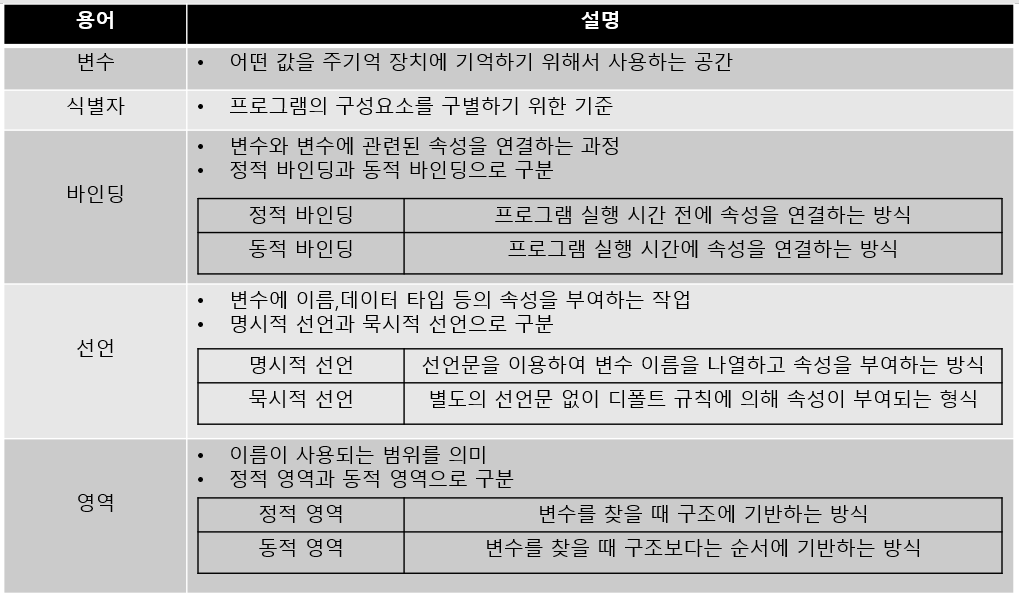 용어 설명
변수 • 어떤 값을 주기억 장치에 기억하기 위해서 사용하는 공간
식별자 • 프로그램의 구성요소를 구별하기 위한 기준
바인딩
• 변수와 변수에 관련된 속성을 연결하는 과정
• 정적 바인딩과 동적 바인딩으로 구분
정적 바인딩 프로그램 실행 시간 전에 속성을 연결하는 방식
동적 바인딩 프로그램 실행 시간에 속성을 연결하는 방식
선언
• 변수에 이름,데이터 타입 등의 속성을 부여하는 작업
• 명시적 선언과 묵시적 선언으로 구분
명시적 선언 선언문을 이용하여 변수 이름을 나열하고 속성을 부여하는 방식
묵시적 선언 별도의 선언문 없이 디폴트 규칙에 의해 속성이 부여되는 형식
영역
• 이름이 사용되는 범위를 의미
• 정적 영역과 동적 영역으로 구분
정적 영역 변수를 찾을 때 구조에 기반하는 방식
동적 영역 변수를 찾을 때 구조보다는 순서에 기반하는 방식